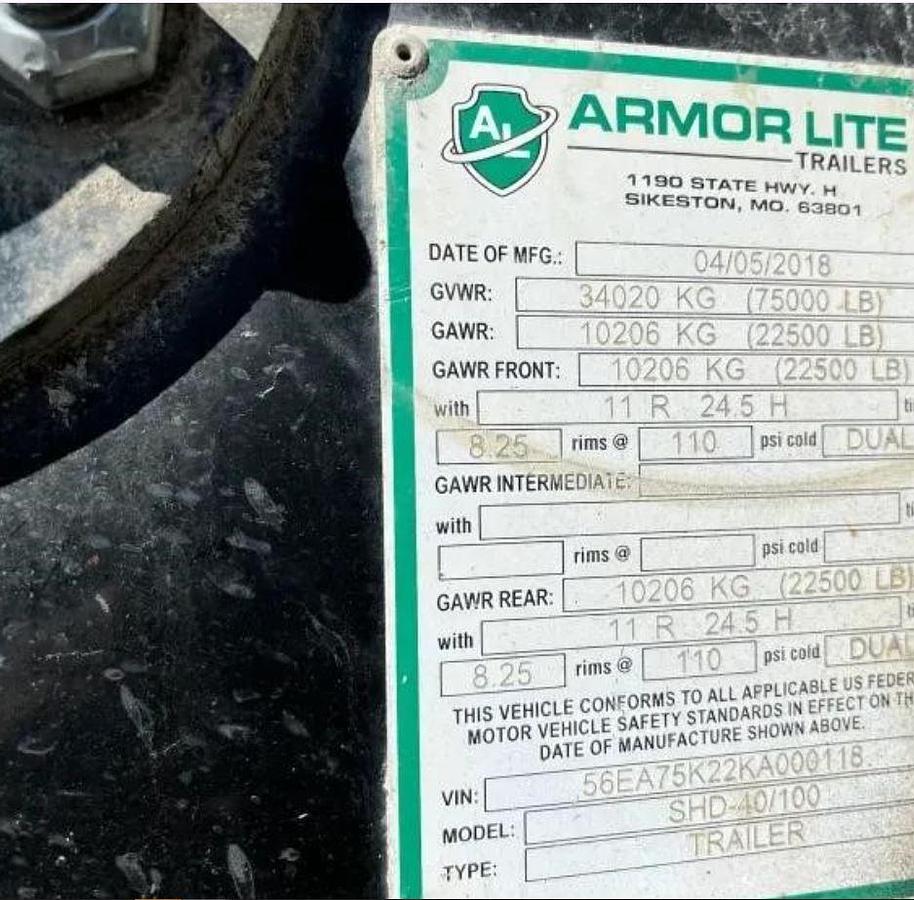 AL
ARMOR LITE
TRAILERS
1190 STATE HWY. H
SIKESTON, MO. 63801
DATE OF MFG.: 04/05/2018
GVWR: 34020 KG (75000 LB)
GAWR: 10206 KG (22500 LB)
GAWR FRONT: 10206 KG (22500 LB)
with 11 R 24.5 H
8.25 rims @ 110 psi cold DUAL
GAWR INTERMEDIATE:
with
rims @ psi cold
GAWR REAR: 10206 KG (22500 LB)
with 11 R 24.5 H
8.25 rims @ 110 psi cold DUAL
THIS VEHICLE CONFORMS TO ALL APPLICABLE US FEDER
MOTOR VEHICLE SAFETY STANDARDS IN EFFECT ON TH
DATE OF MANUFACTURE SHOWN ABOVE.
VIN: 56EA75K22KA000118
MODEL: SHD-40/100
TYPE: TRAILER